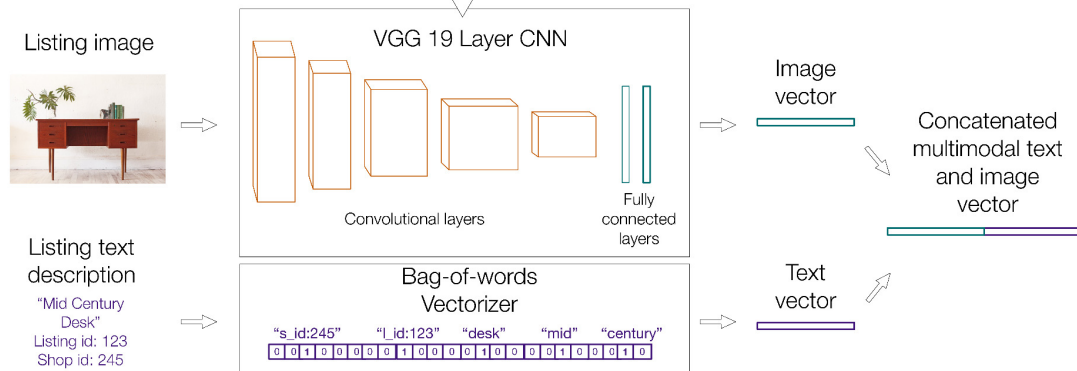 Listing image
VGG 19 Layer CNN
Convolutional layers
Fully
connected
layers
Image
vector
Concatenated
multimodal text
and image
vector
Listing text
description
“Mid Century
Desk”
Listing id: 123
Shop id: 245
Bag-of-words
Vectorizer
“s_id:245” “l_id:123” “desk” “mid” “century”
0 0 1 0 0 0 0 0 1 0 0 0 0 1 0 0 0 0 1 0 0 0 1 0
Text
vector